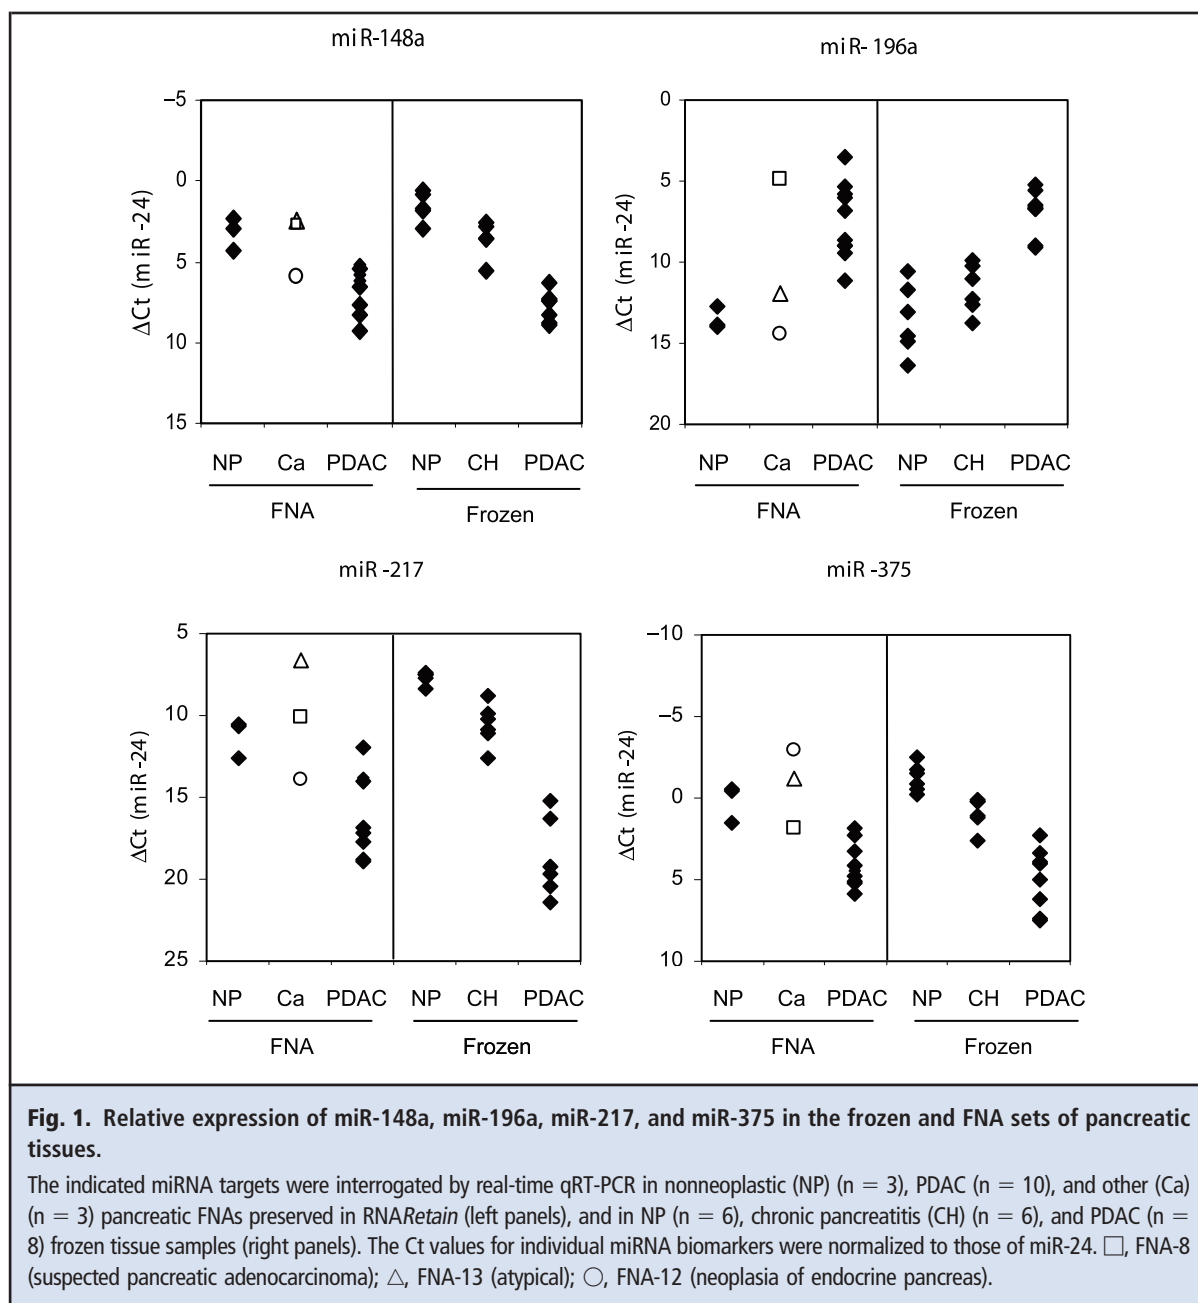 miR-148a
−5
0
5
10
15
ΔCt (miR-24)
NP Ca PDAC NP CH PDAC
FNA Frozen
miR-196a
0
5
10
15
20
ΔCt (miR-24)
NP Ca PDAC NP CH PDAC
FNA Frozen
miR-217
5
10
15
20
25
ΔCt (miR-24)
NP Ca PDAC NP CH PDAC
FNA Frozen
miR-375
−10
−5
0
5
10
ΔCt (miR-24)
NP Ca PDAC NP CH PDAC
FNA Frozen
Fig. 1. Relative expression of miR-148a, miR-196a, miR-217, and miR-375 in the frozen and FNA sets of pancreatic
tissues.
The indicated miRNA targets were interrogated by real-time qRT-PCR in nonneoplastic (NP) (n = 3), PDAC (n = 10), and other (Ca)
(n = 3) pancreatic FNAs preserved in RNARetain (left panels), and in NP (n = 6), chronic pancreatitis (CH) (n = 6), and PDAC (n =
8) frozen tissue samples (right panels). The Ct values for individual miRNA biomarkers were normalized to those of miR-24. □, FNA-8
(suspected pancreatic adenocarcinoma); △, FNA-13 (atypical); ○, FNA-12 (neoplasia of endocrine pancreas).